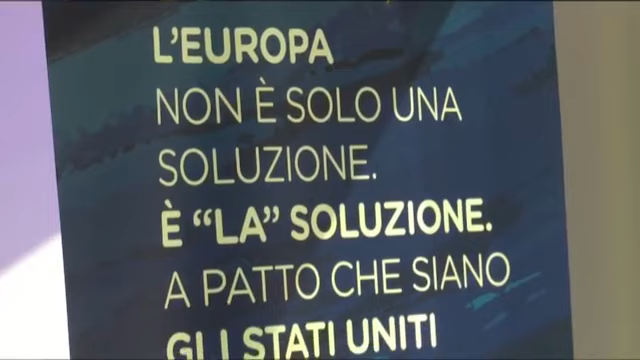 L'EUROPA
NON È SOLO UNA
SOLUZIONE.
È “LA” SOLUZIONE.
A PATTO CHE SIANO
GLI STATI UNITI